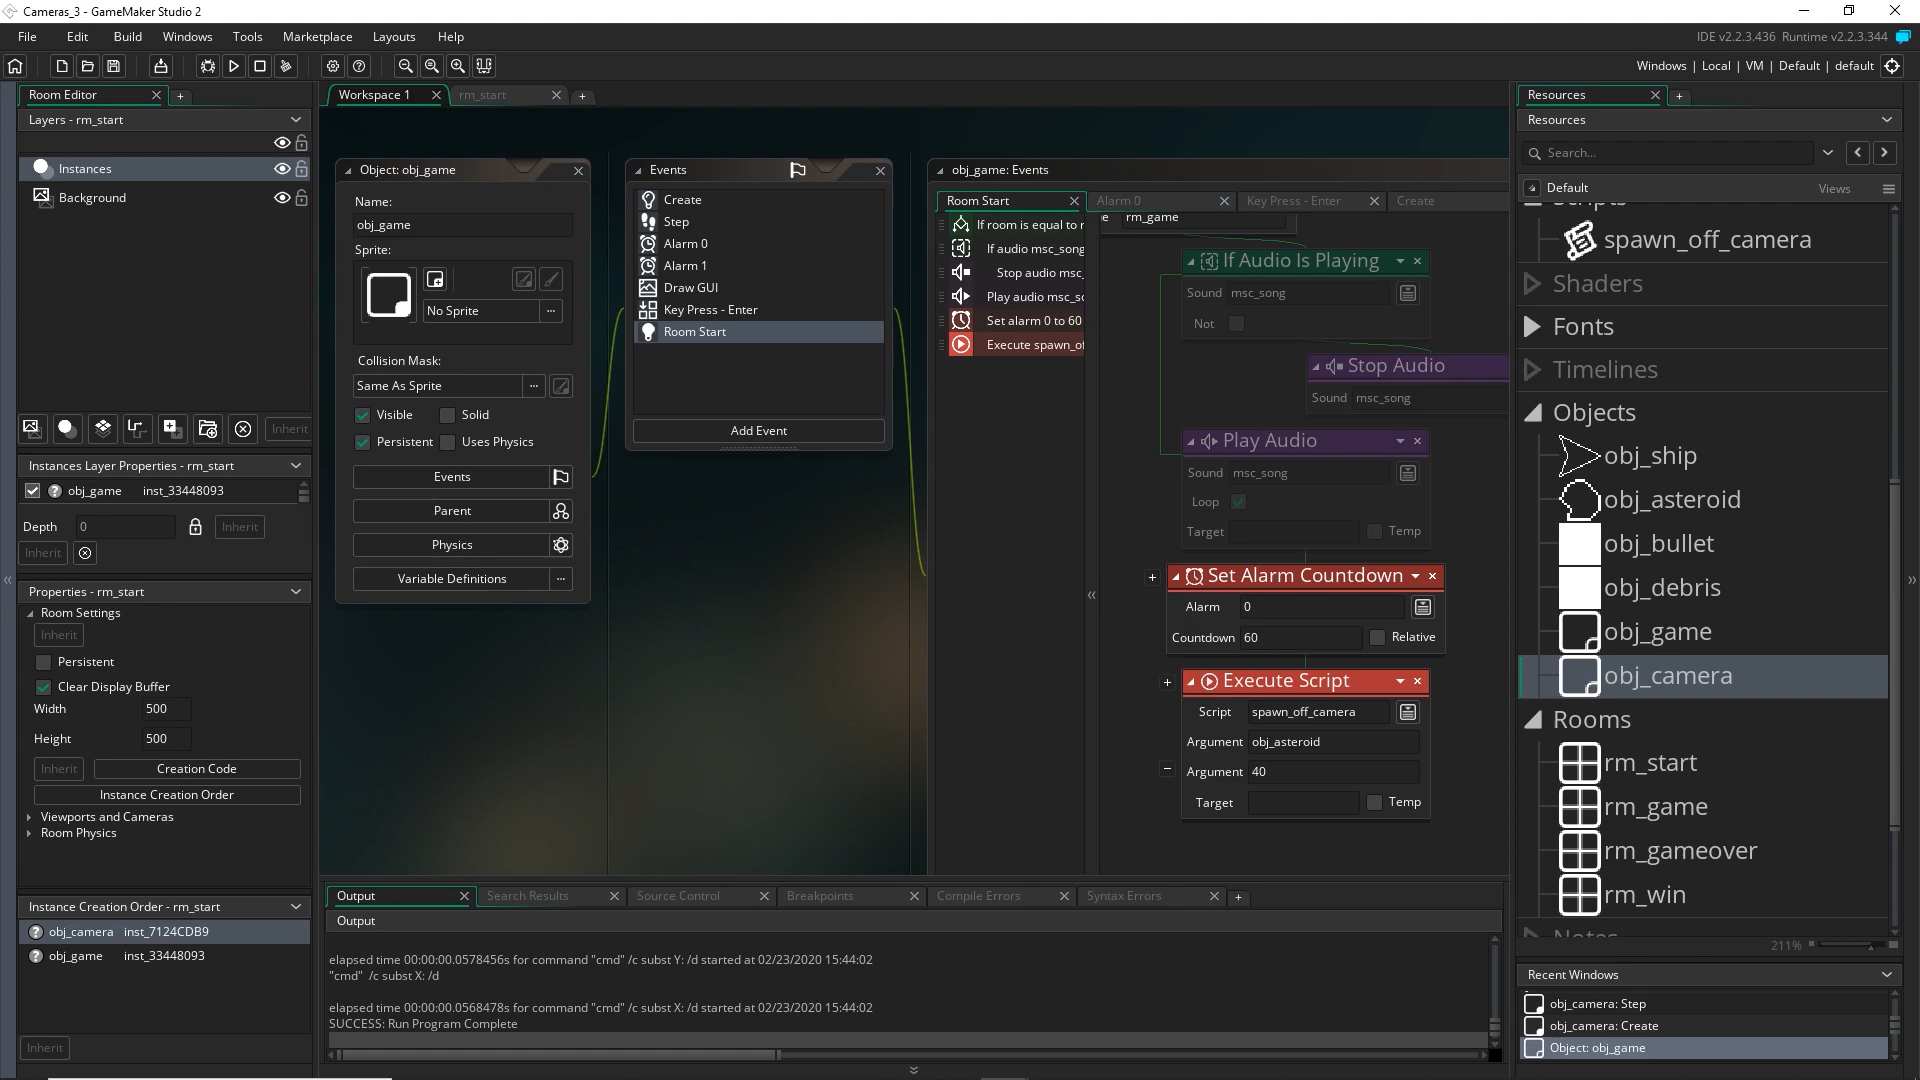 Cameras_3 - GameMaker Studio 2
File Edit Build Windows Tools Marketplace Layouts Help
IDE v2.2.3.436 Runtime v2.2.3.344
Windows | Local | VM | Default | default
Room Editor
Layers - rm_start
Instances
Background
Inherit
Instances Layer Properties - rm_start
obj_game inst_33448093
Depth 0 Inherit
Inherit
Properties - rm_start
Room Settings
Inherit
Persistent
Clear Display Buffer
Width 500
Height 500
Inherit Creation Code
Instance Creation Order
Viewports and Cameras
Room Physics
Instance Creation Order - rm_start
obj_camera inst_7124CDB9
obj_game inst_33448093
Inherit
Workspace 1 rm_start
Object: obj_game
Name:
obj_game
Sprite:
No Sprite
Collision Mask:
Same As Sprite
Visible Solid
Persistent Uses Physics
Events
Parent
Physics
Variable Definitions
Events
Create
Step
Alarm 0
Alarm 1
Draw GUI
Key Press - Enter
Room Start
Add Event
obj_game: Events
Room Start Alarm 0 Key Press - Enter Create
If room is equal to r
If audio msc_song
Stop audio msc_
Play audio msc_so
Set alarm 0 to 60
Execute spawn_of
e rm_game
If Audio Is Playing
Sound msc_song
Not
Stop Audio
Sound msc_song
Play Audio
Sound msc_song
Loop
Target Temp
Set Alarm Countdown
Alarm 0
Countdown 60 Relative
Execute Script
Script spawn_off_camera
Argument obj_asteroid
Argument 40
Target Temp
Output Search Results Source Control Breakpoints Compile Errors Syntax Errors
Output
elapsed time 00:00:00.0578456s for command "cmd" /c subst Y: /d started at 02/23/2020 15:44:02
"cmd" /c subst X: /d
elapsed time 00:00:00.0568478s for command "cmd" /c subst X: /d started at 02/23/2020 15:44:02
SUCCESS: Run Program Complete
Resources
Resources
Search...
Default Views
Scripts
spawn_off_camera
Shaders
Fonts
Timelines
Objects
obj_ship
obj_asteroid
obj_bullet
obj_debris
obj_game
obj_camera
Rooms
rm_start
rm_game
rm_gameover
rm_win
Notes
211%
Recent Windows
obj_camera: Step
obj_camera: Create
Object: obj_game